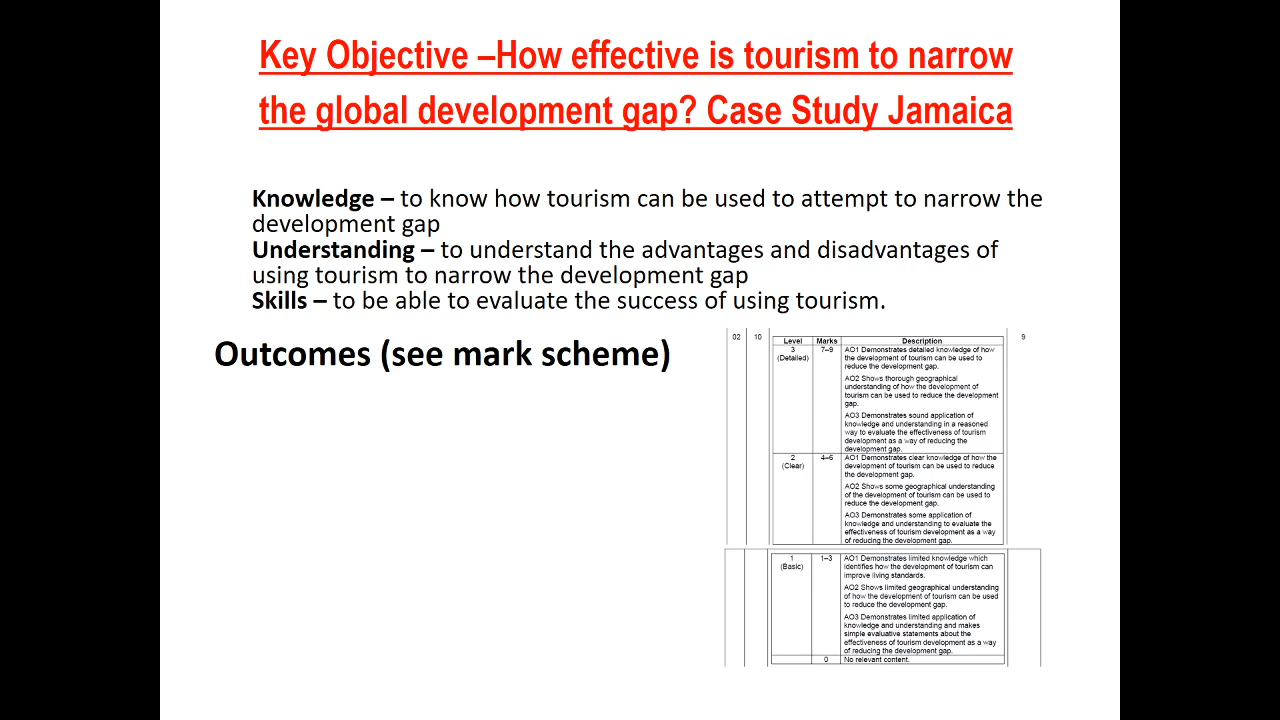 Key Objective –How effective is tourism to narrow
the global development gap? Case Study Jamaica
Knowledge – to know how tourism can be used to attempt to narrow the
development gap
Understanding – to understand the advantages and disadvantages of
using tourism to narrow the development gap
Skills – to be able to evaluate the success of using tourism.
Outcomes (see mark scheme)
02 10 9
Level Marks Description
3 7–9 AO1 Demonstrates detailed knowledge of how
(Detailed) the development of tourism can be used to
reduce the development gap.
AO2 Shows thorough geographical
understanding of how the development of
tourism can be used to reduce the development
gap.
AO3 Demonstrates sound application of
knowledge and understanding in a reasoned
way to evaluate the effectiveness of tourism
development as a way of reducing the
development gap.
2 4–6 AO1 Demonstrates clear knowledge of how the
(Clear) development of tourism can be used to reduce
the development gap.
AO2 Shows some geographical understanding
of the development of tourism can be used to
reduce the development gap.
AO3 Demonstrates some application of
knowledge and understanding to evaluate the
effectiveness of tourism development as a way
of reducing the development gap.
1 1–3 AO1 Demonstrates limited knowledge which
(Basic) identifies how the development of tourism can
improve living standards.
AO2 Shows limited geographical understanding
of how the development of tourism can be used
to reduce the development gap.
AO3 Demonstrates limited application of
knowledge and understanding and makes
simple evaluative statements about the
effectiveness of tourism development as a way
of reducing the development gap.
0 No relevant content.